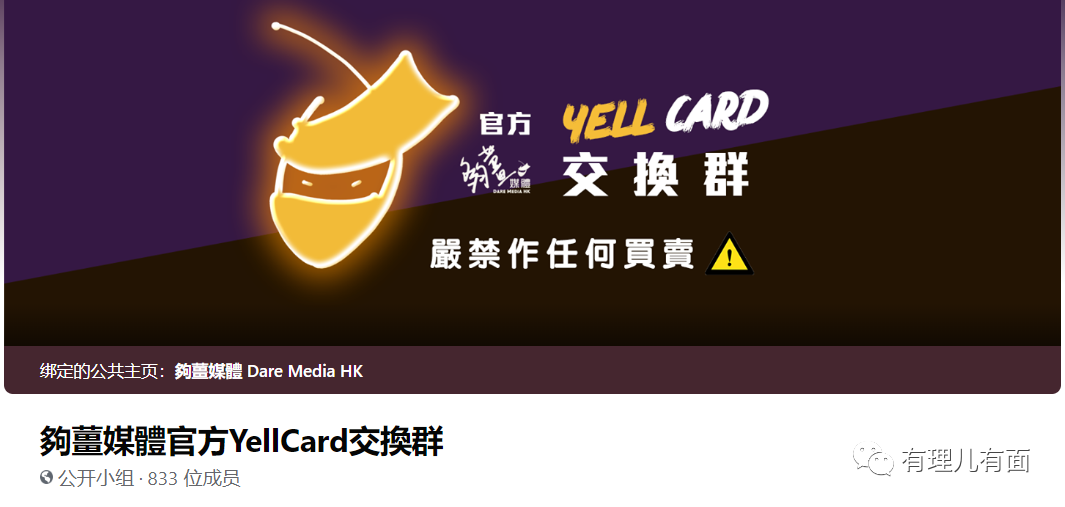 官方 YELL CARD
夠薑媒體 DARE MEDIA HK
交換群
嚴禁作任何買賣
绑定的公共主页：夠薑媒體 Dare Media HK
夠薑媒體官方YellCard交換群
公开小组 · 833 位成员
有理儿有面